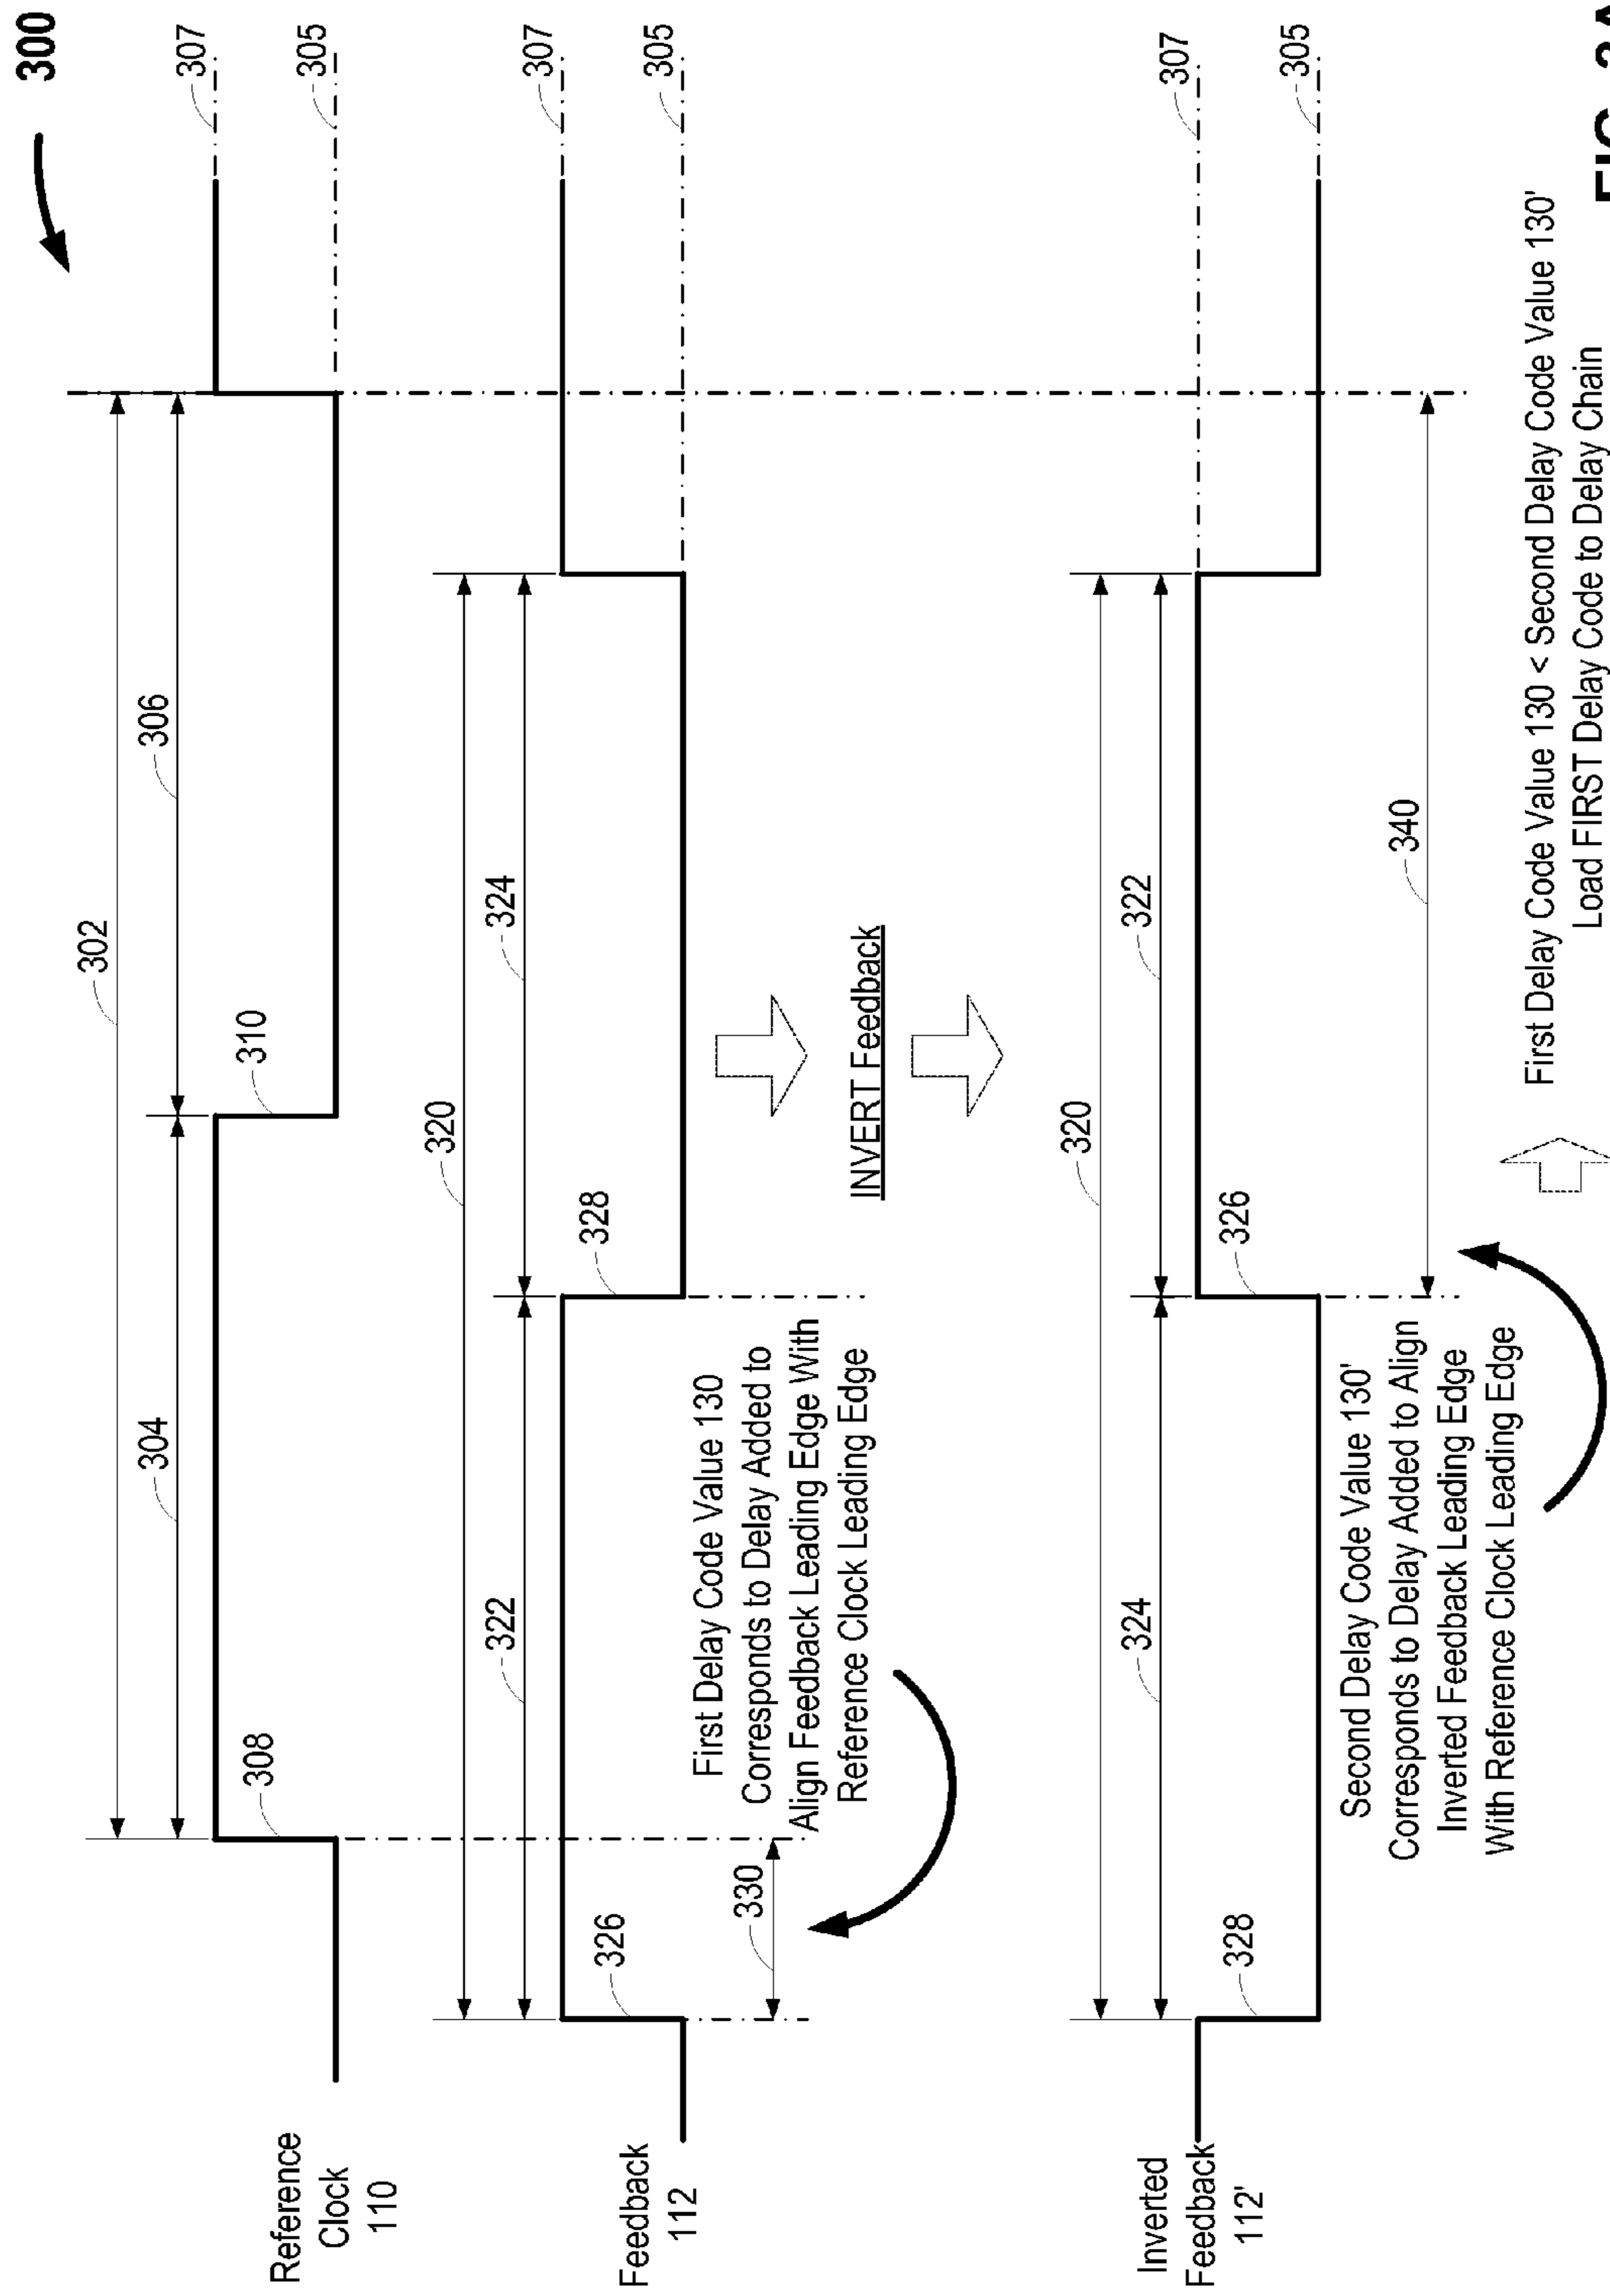 300
302
304
306
307
308
310
305
Reference
Clock
110
320
322
324
307
326
328
305
Feedback
112
330
First Delay Code Value 130
Corresponds to Delay Added to
Align Feedback Leading Edge With
Reference Clock Leading Edge
INVERT Feedback
320
324
322
307
328
326
305
Inverted
Feedback
112'
340
Second Delay Code Value 130'
Corresponds to Delay Added to Align
Inverted Feedback Leading Edge
With Reference Clock Leading Edge
First Delay Code Value 130 < Second Delay Code Value 130'
Load FIRST Delay Code to Delay Chain